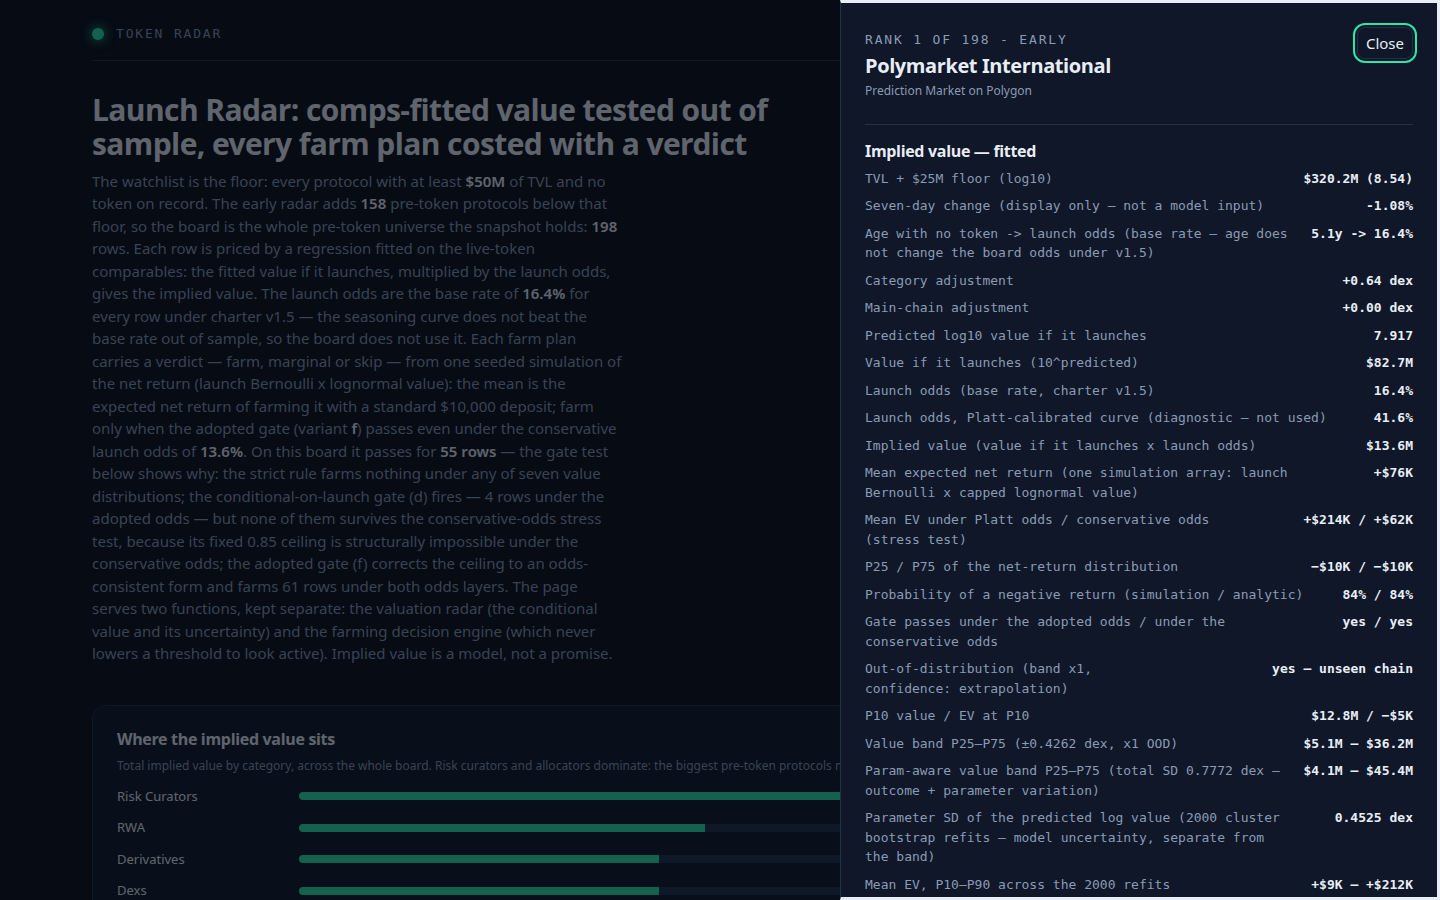 TOKEN RADAR
Launch Radar: comps-fitted value tested out of
sample, every farm plan costed with a verdict
The watchlist is the floor: every protocol with at least $50M of TVL and no
token on record. The early radar adds 158 pre-token protocols below that
floor, so the board is the whole pre-token universe the snapshot holds: 198
rows. Each row is priced by a regression fitted on the live-token
comparables: the fitted value if it launches, multiplied by the launch odds,
gives the implied value. The launch odds are the base rate of 16.4% for
every row under charter v1.5 — the seasoning curve does not beat the
base rate out of sample, so the board does not use it. Each farm plan
carries a verdict — farm, marginal or skip — from one seeded simulation of
the net return (launch Bernoulli x lognormal value): the mean is the
expected net return of farming it with a standard $10,000 deposit; farm
only when the adopted gate (variant f) passes even under the conservative
launch odds of 13.6%. On this board it passes for 55 rows — the gate test
below shows why: the strict rule farms nothing under any of seven value
distributions; the conditional-on-launch gate (d) fires — 4 rows under the
adopted odds — but none of them survives the conservative-odds stress
test, because its fixed 0.85 ceiling is structurally impossible under the
conservative odds; the adopted gate (f) corrects the ceiling to an odds-
consistent form and farms 61 rows under both odds layers. The page
serves two functions, kept separate: the valuation radar (the conditional
value and its uncertainty) and the farming decision engine (which never
lowers a threshold to look active). Implied value is a model, not a promise.
Where the implied value sits
Total implied value by category, across the whole board. Risk curators and allocators dominate: the biggest pre-token protocols
Risk Curators
RWA
Derivatives
Dexs
RANK 1 OF 198 - EARLY
Close
Polymarket International
Prediction Market on Polygon
Implied value — fitted
TVL + $25M floor (log10) $320.2M (8.54)
Seven-day change (display only — not a model input) -1.08%
Age with no token -> launch odds (base rate — age does 5.1y -> 16.4%
not change the board odds under v1.5)
Category adjustment +0.64 dex
Main-chain adjustment +0.00 dex
Predicted log10 value if it launches 7.917
Value if it launches (10^predicted) $82.7M
Launch odds (base rate, charter v1.5) 16.4%
Launch odds, Platt-calibrated curve (diagnostic — not used) 41.6%
Implied value (value if it launches x launch odds) $13.6M
Mean expected net return (one simulation array: launch +$76K
Bernoulli x capped lognormal value)
Mean EV under Platt odds / conservative odds +$214K / +$62K
(stress test)
P25 / P75 of the net-return distribution −$10K / −$10K
Probability of a negative return (simulation / analytic) 84% / 84%
Gate passes under the adopted odds / under the yes / yes
conservative odds
Out-of-distribution (band x1, yes — unseen chain
confidence: extrapolation)
P10 value / EV at P10 $12.8M / −$5K
Value band P25–P75 (±0.4262 dex, x1 OOD) $5.1M – $36.2M
Param-aware value band P25–P75 (total SD 0.7772 dex — $4.1M – $45.4M
outcome + parameter variation)
Parameter SD of the predicted log value (2000 cluster 0.4525 dex
bootstrap refits — model uncertainty, separate from
the band)
Mean EV, P10–P90 across the 2000 refits +$9K – +$212K